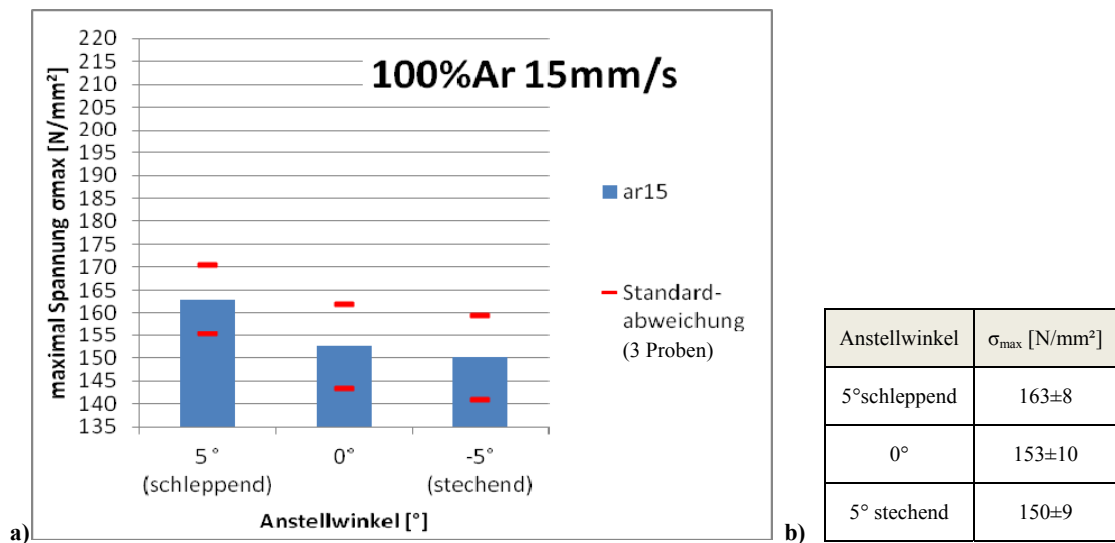 100%Ar 15mm/s
maximal Spannung σmax [N/mm²]
220
215
210
205
200
195
190
185
180
175
170
165
160
155
150
145
140
135
5° 0° -5°
(schleppend) (stechend)
Anstellwinkel [°]
ar15
Standard-
abweichung
(3 Proben)
a)
b)
Anstellwinkel σmax [N/mm²]
5°schleppend 163±8
0° 153±10
5° stechend 150±9